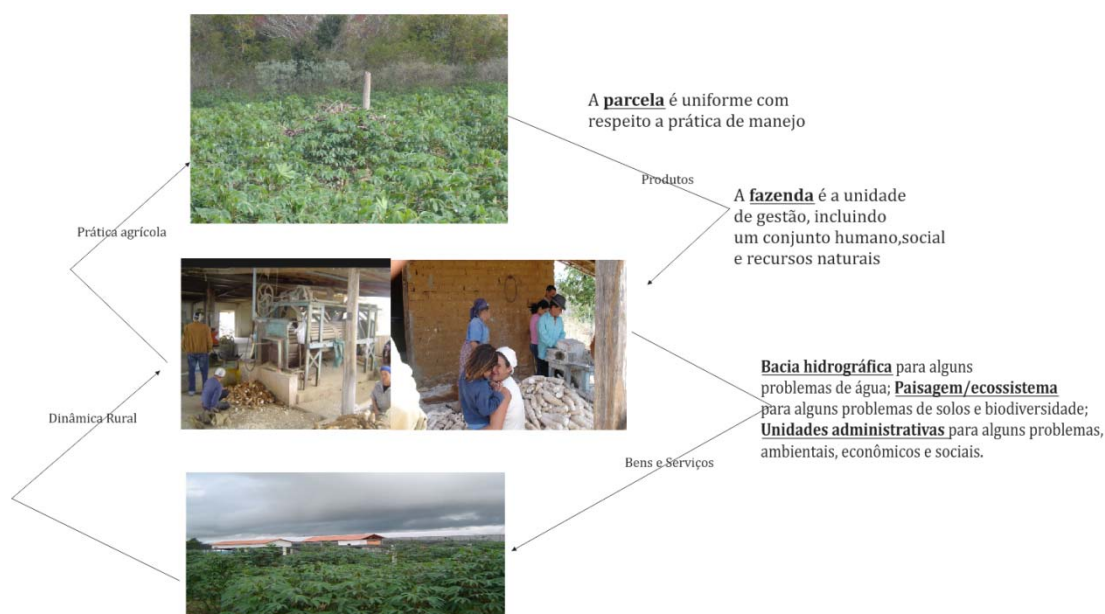 A parcela é uniforme com
respeito a prática de manejo
Produtos
A fazenda é a unidade
de gestão, incluindo
um conjunto humano,social
e recursos naturais
Prática agrícola
Bacia hidrográfica para alguns
problemas de água; Paisagem/ecossistema
para alguns problemas de solos e biodiversidade;
Unidades administrativas para alguns problemas,
ambientais, econômicos e sociais.
Dinâmica Rural
Bens e Serviços